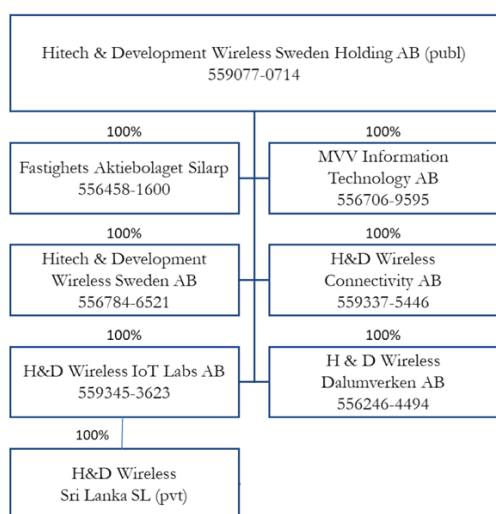 Hitech & Development Wireless Sweden Holding AB (publ)
559077-0714
100%
100%
Fastighets Aktiebolaget Silarp
556458-1600
MVV Information
Technology AB
556706-9595
100%
100%
Hitech & Development
Wireless Sweden AB
556784-6521
H&D Wireless
Connectivity AB
559337-5446
100%
100%
H&D Wireless IoT Labs AB
559345-3623
H & D Wireless
Dalumverken AB
556246-4494
100%
H&D Wireless
Sri Lanka SL (pvt)